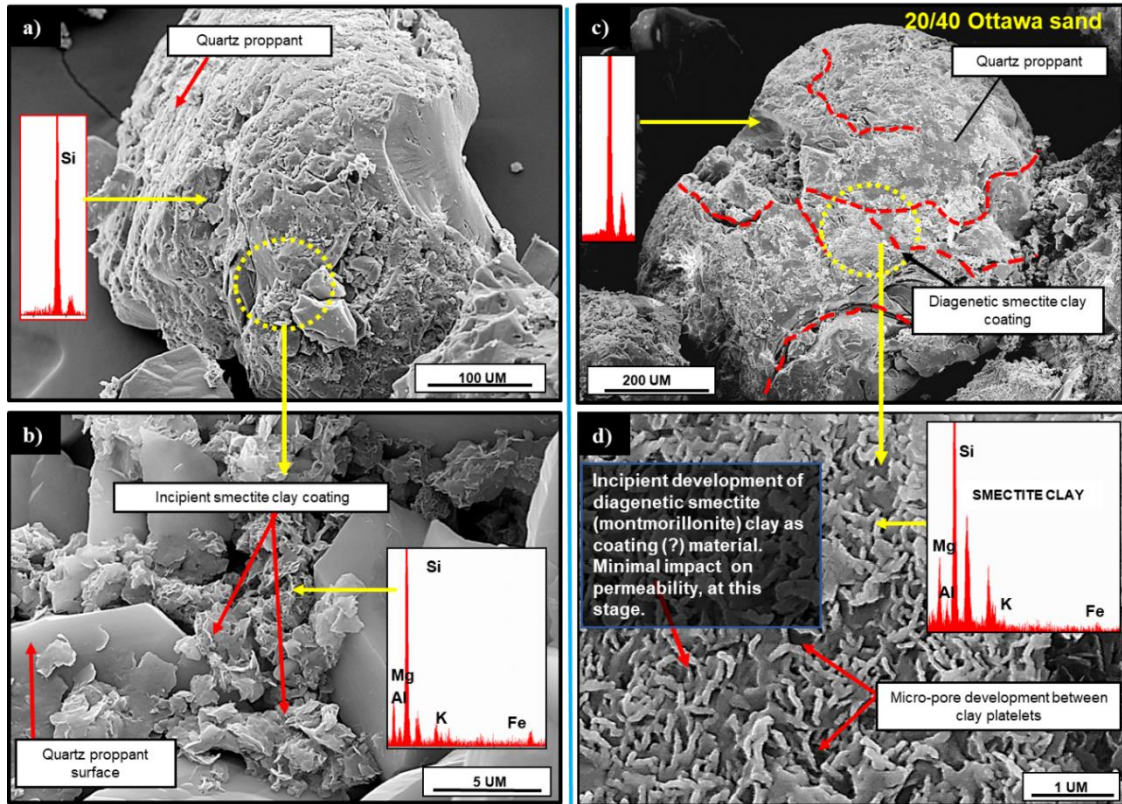 a)
Quartz proppant
Si
100 UM
b)
Incipient smectite clay coating
Si
Mg
Al
K
Fe
Quartz proppant
surface
5 UM
c)
20/40 Ottawa sand
Quartz proppant
Diagenetic smectite clay
coating
200 UM
d)
Incipient development of
diagenetic smectite
(montmorillonite) clay as
coating (?) material.
Minimal impact on
permeability, at this
stage.
Si
SMECTITE CLAY
Mg
Al
K
Fe
Micro-pore development between
clay platelets
1 UM